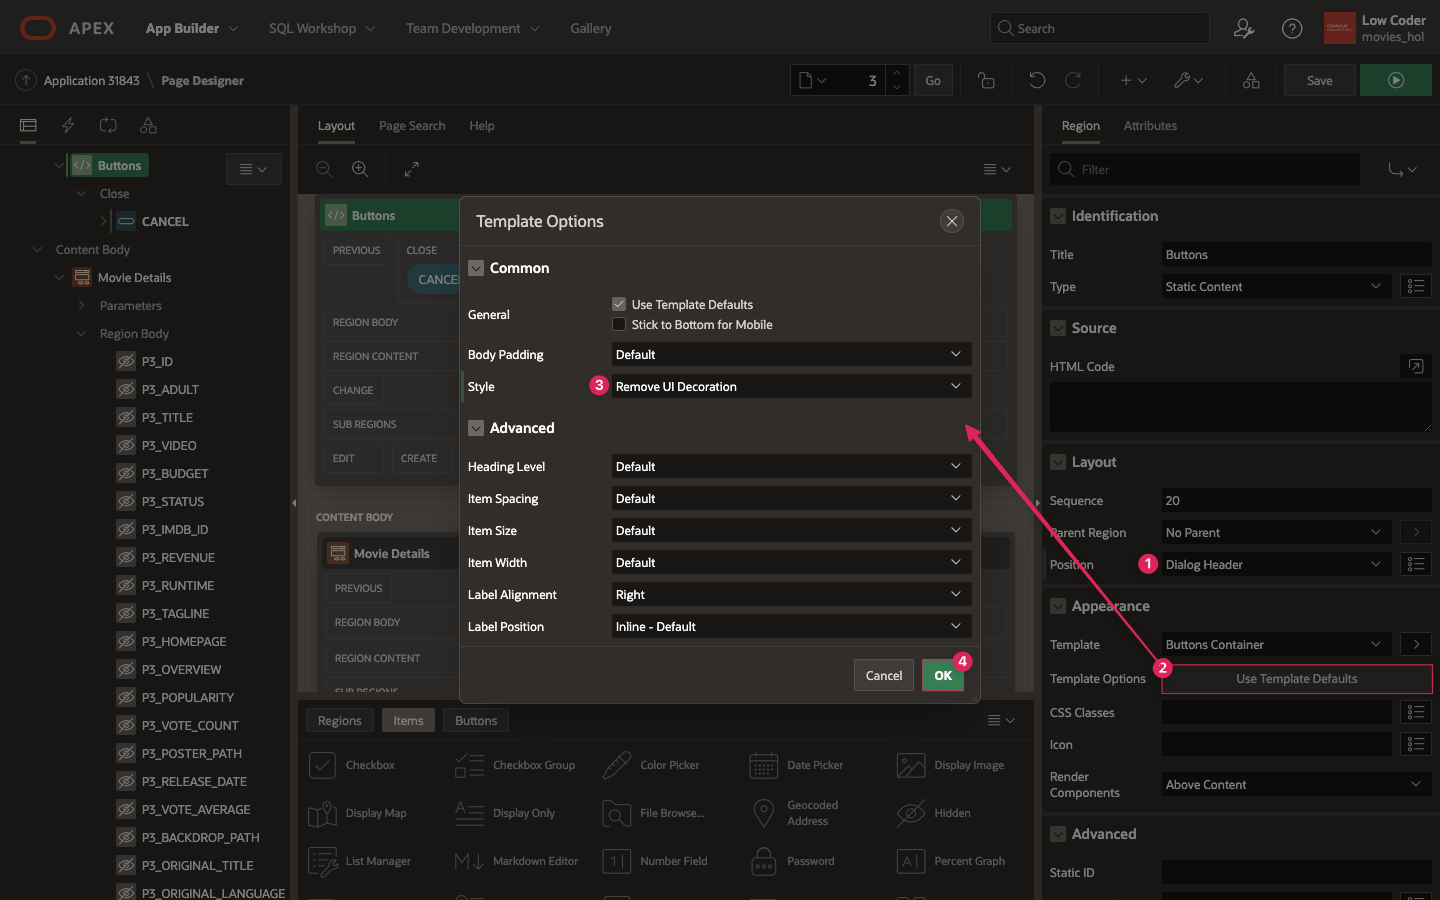 APEX App Builder SQL Workshop Team Development Gallery Search Low Coder
movies_hol
Application 31843 \ Page Designer 3 Go Save
Layout Page Search Help
Region Attributes
Buttons
Close
CANCEL
Content Body
Movie Details
Parameters
Region Body
P3_ID
P3_ADULT
P3_TITLE
P3_VIDEO
P3_BUDGET
P3_STATUS
P3_IMDB_ID
P3_REVENUE
P3_RUNTIME
P3_TAGLINE
P3_HOMEPAGE
P3_OVERVIEW
P3_POPULARITY
P3_VOTE_COUNT
P3_POSTER_PATH
P3_RELEASE_DATE
P3_VOTE_AVERAGE
P3_BACKDROP_PATH
P3_ORIGINAL_TITLE
P3_ORIGINAL_LANGUAGE
Buttons
PREVIOUS CLOSE
CANCE
REGION BODY
REGION CONTENT
CHANGE
SUB REGIONS
EDIT CREATE
CONTENT BODY
Movie Details
PREVIOUS
REGION BODY
REGION CONTENT
SUB REGIONS
Template Options
Common
General
Use Template Defaults
Stick to Bottom for Mobile
Body Padding Default
Style 3 Remove UI Decoration
Advanced
Heading Level Default
Item Spacing Default
Item Size Default
Item Width Default
Label Alignment Right
Label Position Inline - Default
Cancel OK 4
Regions Items Buttons
Checkbox Checkbox Group Color Picker Date Picker Display Image
Display Map Display Only File Browse... Geocoded Address Hidden
List Manager Markdown Editor Number Field Password Percent Graph
Filter
Identification
Title Buttons
Type Static Content
Source
HTML Code
Layout
Sequence 20
Parent Region No Parent
Position 1 Dialog Header
Appearance
Template Buttons Container
Template Options 2 Use Template Defaults
CSS Classes
Icon
Render Components Above Content
Advanced
Static ID